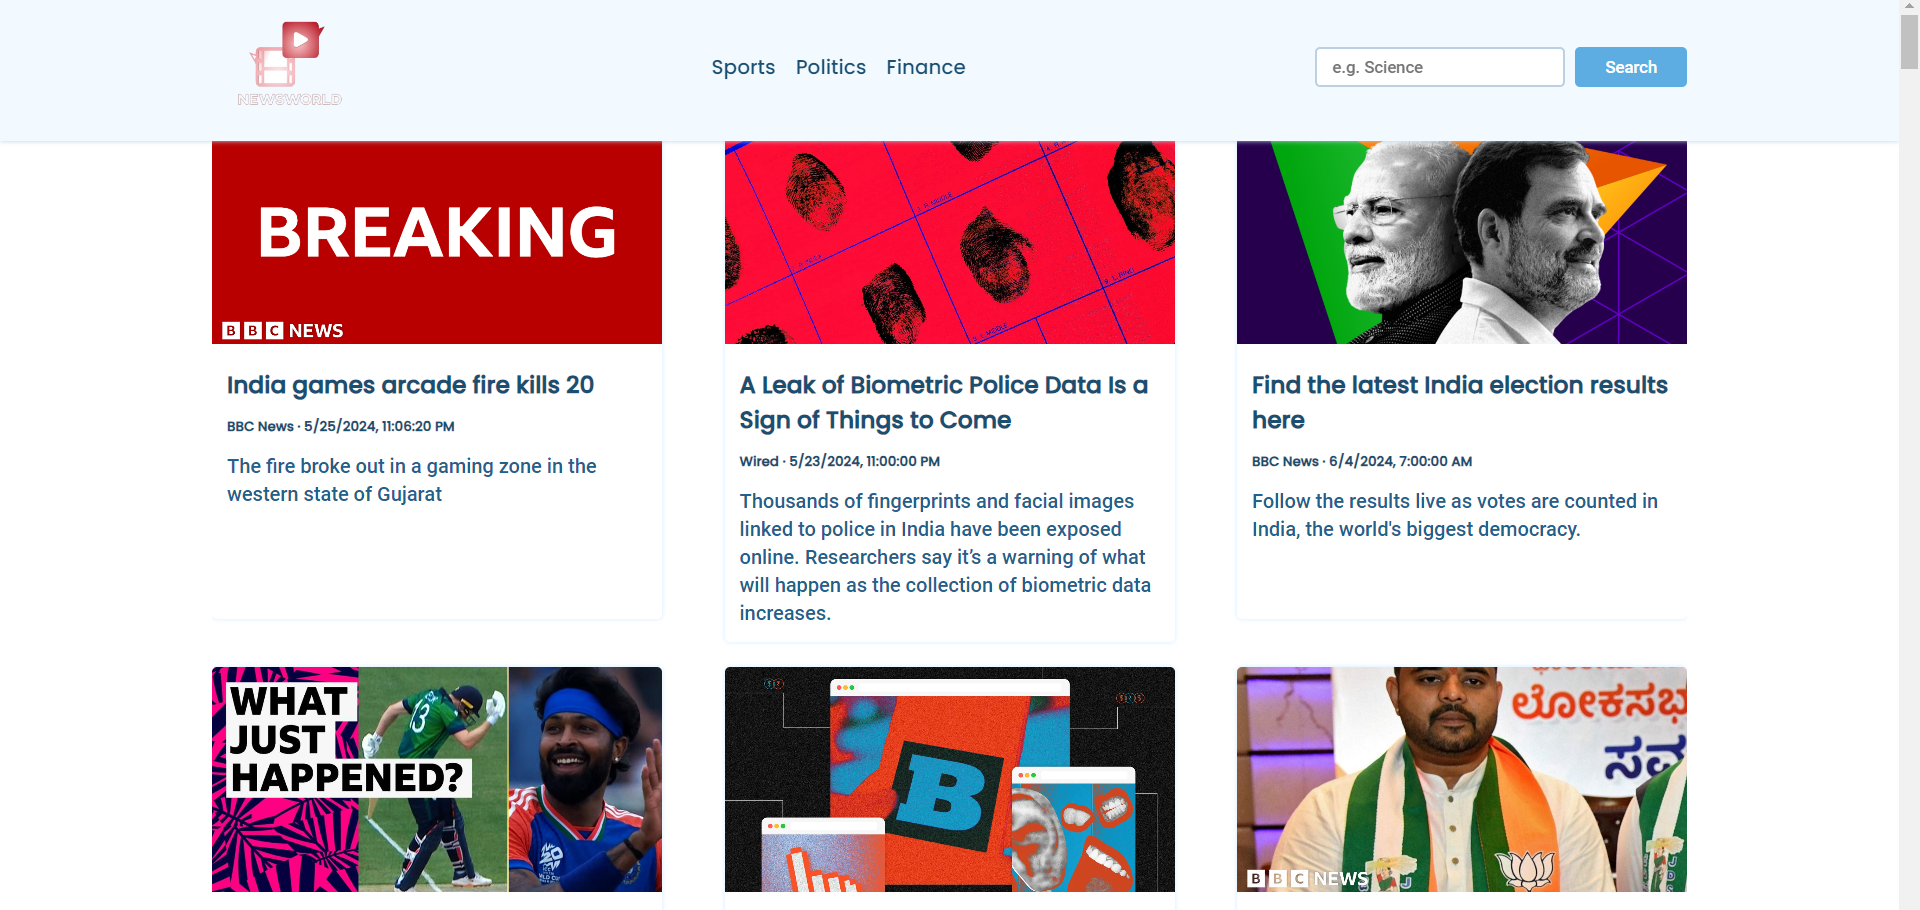 NEWSWORLD
Sports Politics Finance
e.g. Science
Search
BREAKING
BBC NEWS
India games arcade fire kills 20
BBC News · 5/25/2024, 11:06:20 PM
The fire broke out in a gaming zone in the
western state of Gujarat
A Leak of Biometric Police Data Is a
Sign of Things to Come
Wired · 5/23/2024, 11:00:00 PM
Thousands of fingerprints and facial images
linked to police in India have been exposed
online. Researchers say it’s a warning of what
will happen as the collection of biometric data
increases.
Find the latest India election results
here
BBC News · 6/4/2024, 7:00:00 AM
Follow the results live as votes are counted in
India, the world's biggest democracy.
WHAT
JUST
HAPPENED?
13
B
ಲೋಕಸಭ
ಸವ
BBC NEWS